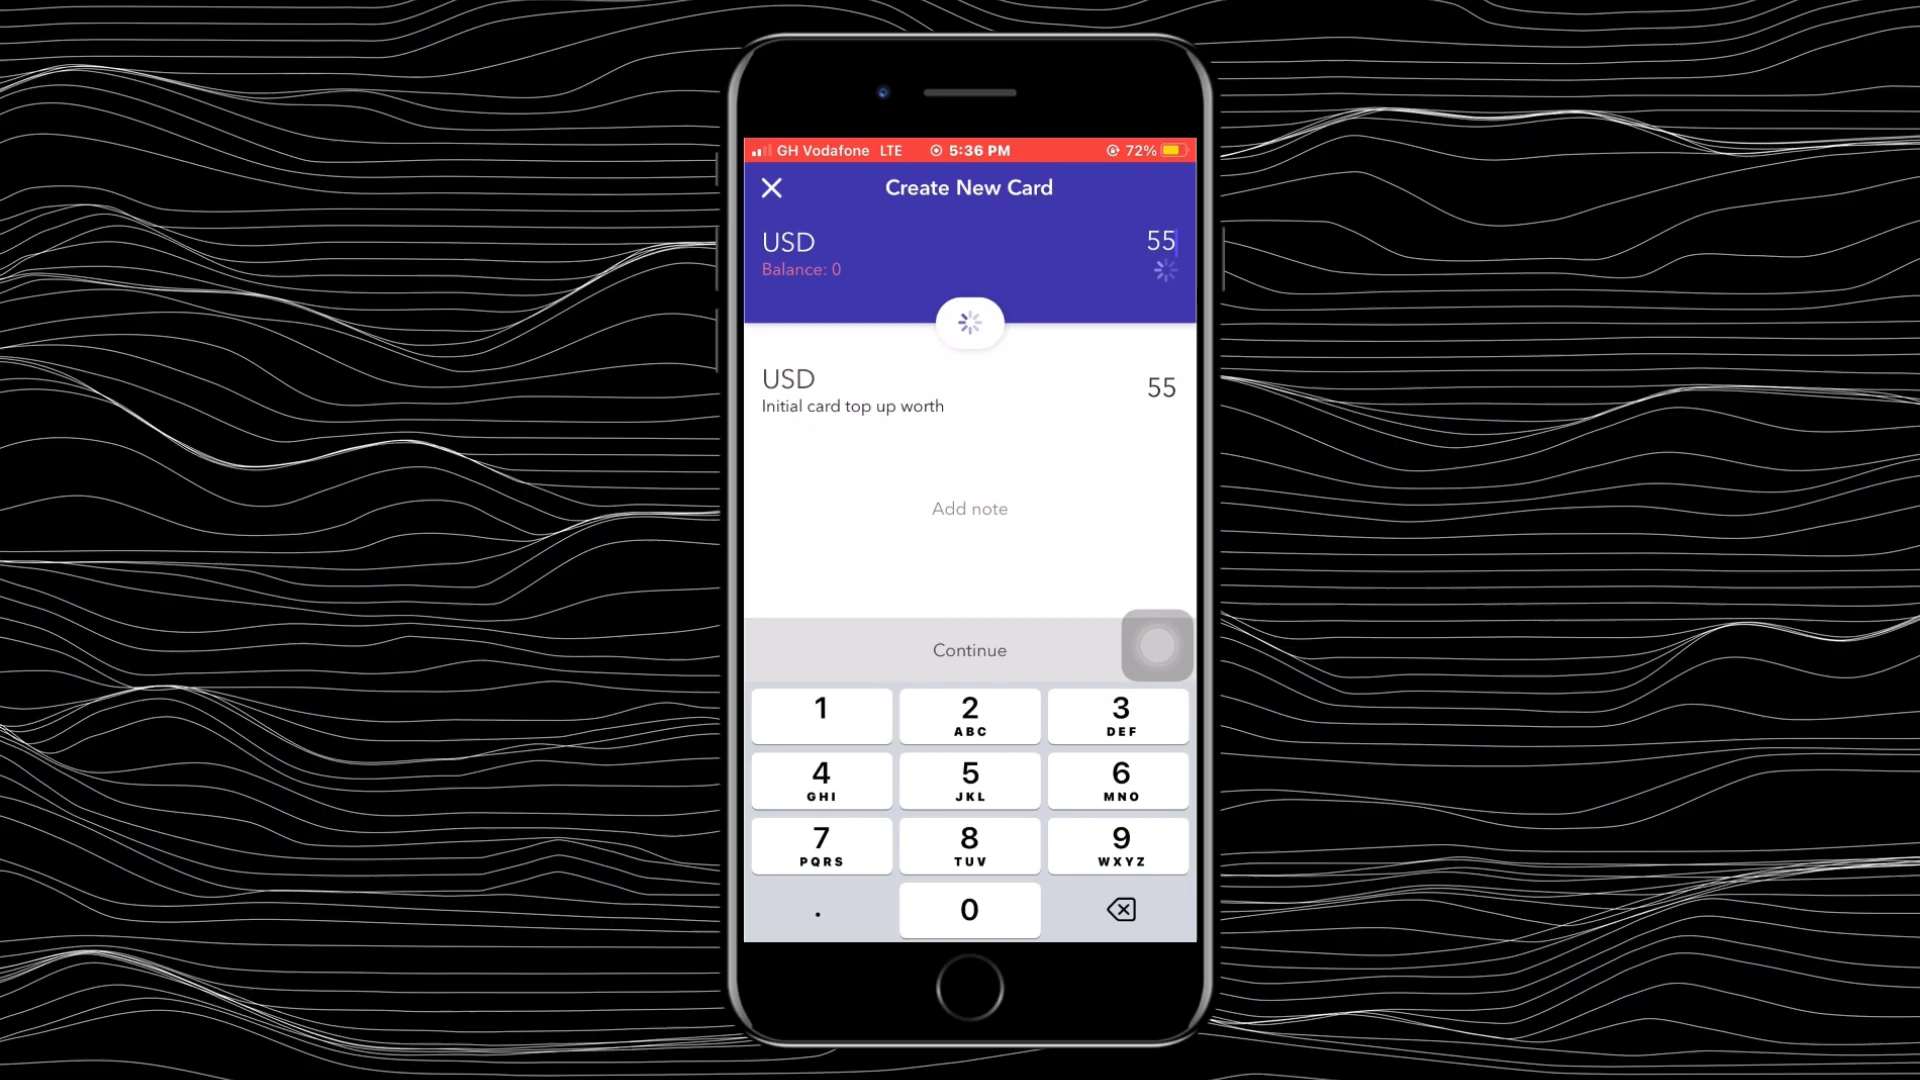 GH Vodafone LTE 5:36 PM 72%
Create New Card
USD 55
Balance: 0
USD 55
Initial card top up worth
Add note
Continue
1 2 3
ABC DEF
4 5 6
GHI JKL MNO
7 8 9
PQRS TUV WXYZ
. 0